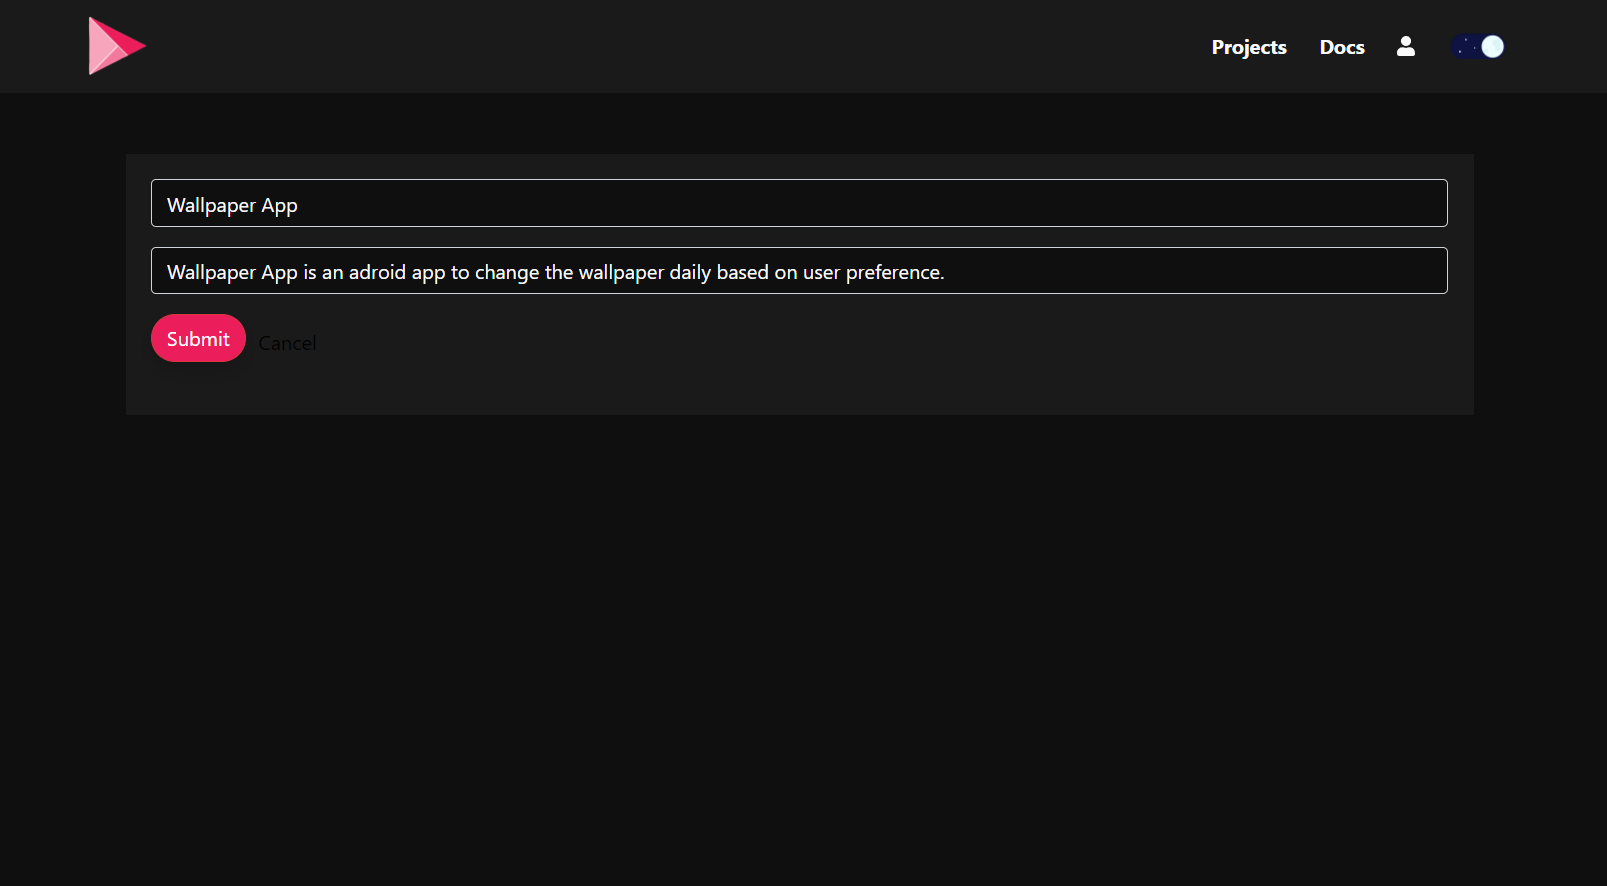 Projects Docs
Wallpaper App
Wallpaper App is an adroid app to change the wallpaper daily based on user preference.
Submit Cancel